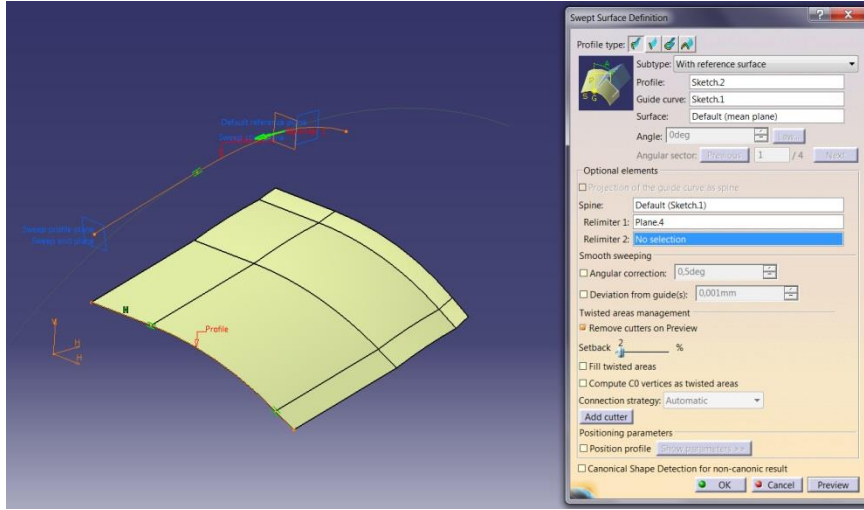 Swept Surface Definition
Profile type:
Subtype: With reference surface
Profile: Sketch.2
Guide curve: Sketch.1
Surface: Default (mean plane)
Angle: 0deg Law...
Angular sector: Previous 1 / 4 Next
Optional elements
Projection of the guide curve as spine
Spine: Default (Sketch.1)
Relimiter 1: Plane.4
Relimiter 2: No selection
Smooth sweeping
Angular correction: 0,5deg
Deviation from guide(s): 0,001mm
Twisted areas management
Remove cutters on Preview
Setback 2 %
Fill twisted areas
Compute C0 vertices as twisted areas
Connection strategy: Automatic
Add cutter
Positioning parameters
Position profile Show parameters >>
Canonical Shape Detection for non-canonic result
OK Cancel Preview
Default reference plane
Sweep profile plane
Sweep end plane
Profile
H
V
H
H